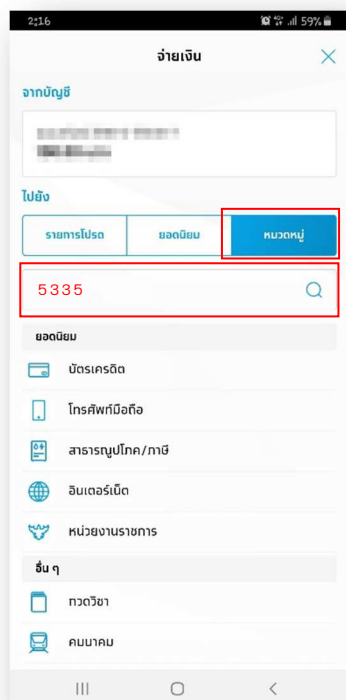 2:16 4G+ 59%
จ่ายเงิน
จากบัญชี
ไปยัง
รายการโปรด ยอดนิยม หมวดหมู่
5335
ยอดนิยม
บัตรเครดิต
โทรศัพท์มือถือ
สาธารณูปโภค/ภาษี
อินเตอร์เน็ต
หน่วยงานราชการ
อื่น ๆ
กวดวิชา
คมนาคม